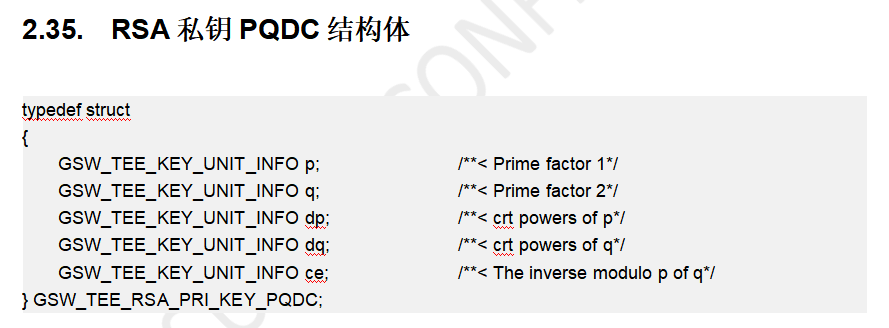 2.35. RSA 私钥 PQDC 结构体
typedef struct
{
GSW_TEE_KEY_UNIT_INFO p; /**< Prime factor 1*/
GSW_TEE_KEY_UNIT_INFO q; /**< Prime factor 2*/
GSW_TEE_KEY_UNIT_INFO dp; /**< crt powers of p*/
GSW_TEE_KEY_UNIT_INFO dq; /**< crt powers of q*/
GSW_TEE_KEY_UNIT_INFO ce; /**< The inverse modulo p of q*/
} GSW_TEE_RSA_PRI_KEY_PQDC;